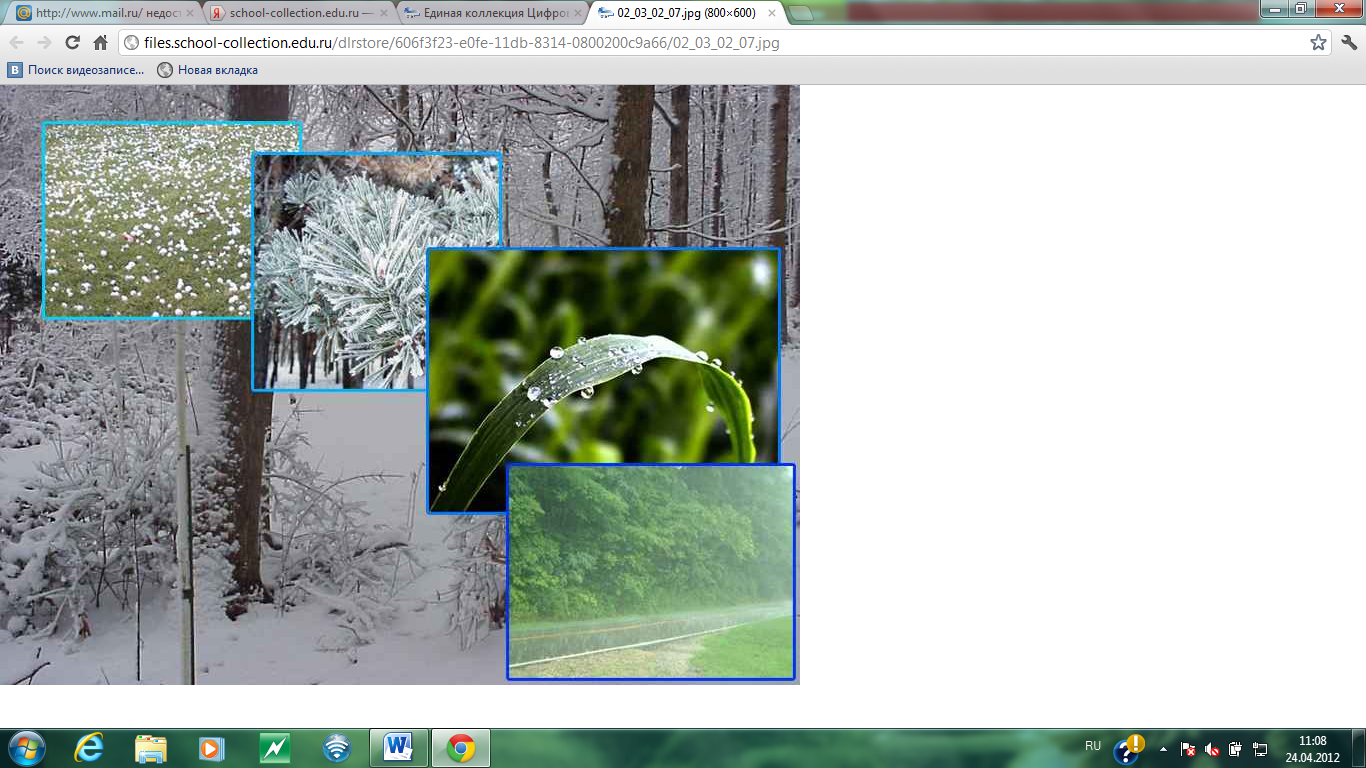 http://www.mail.ru/ недост
school-collection.edu.ru —
Единая коллекция Цифров
02_03_02_07.jpg (800×600)
files.school-collection.edu.ru/dlrstore/606f3f23-e0fe-11db-8314-0800200c9a66/02_03_02_07.jpg
Поиск видеозаписе...
Новая вкладка
RU
11:08
24.04.2012